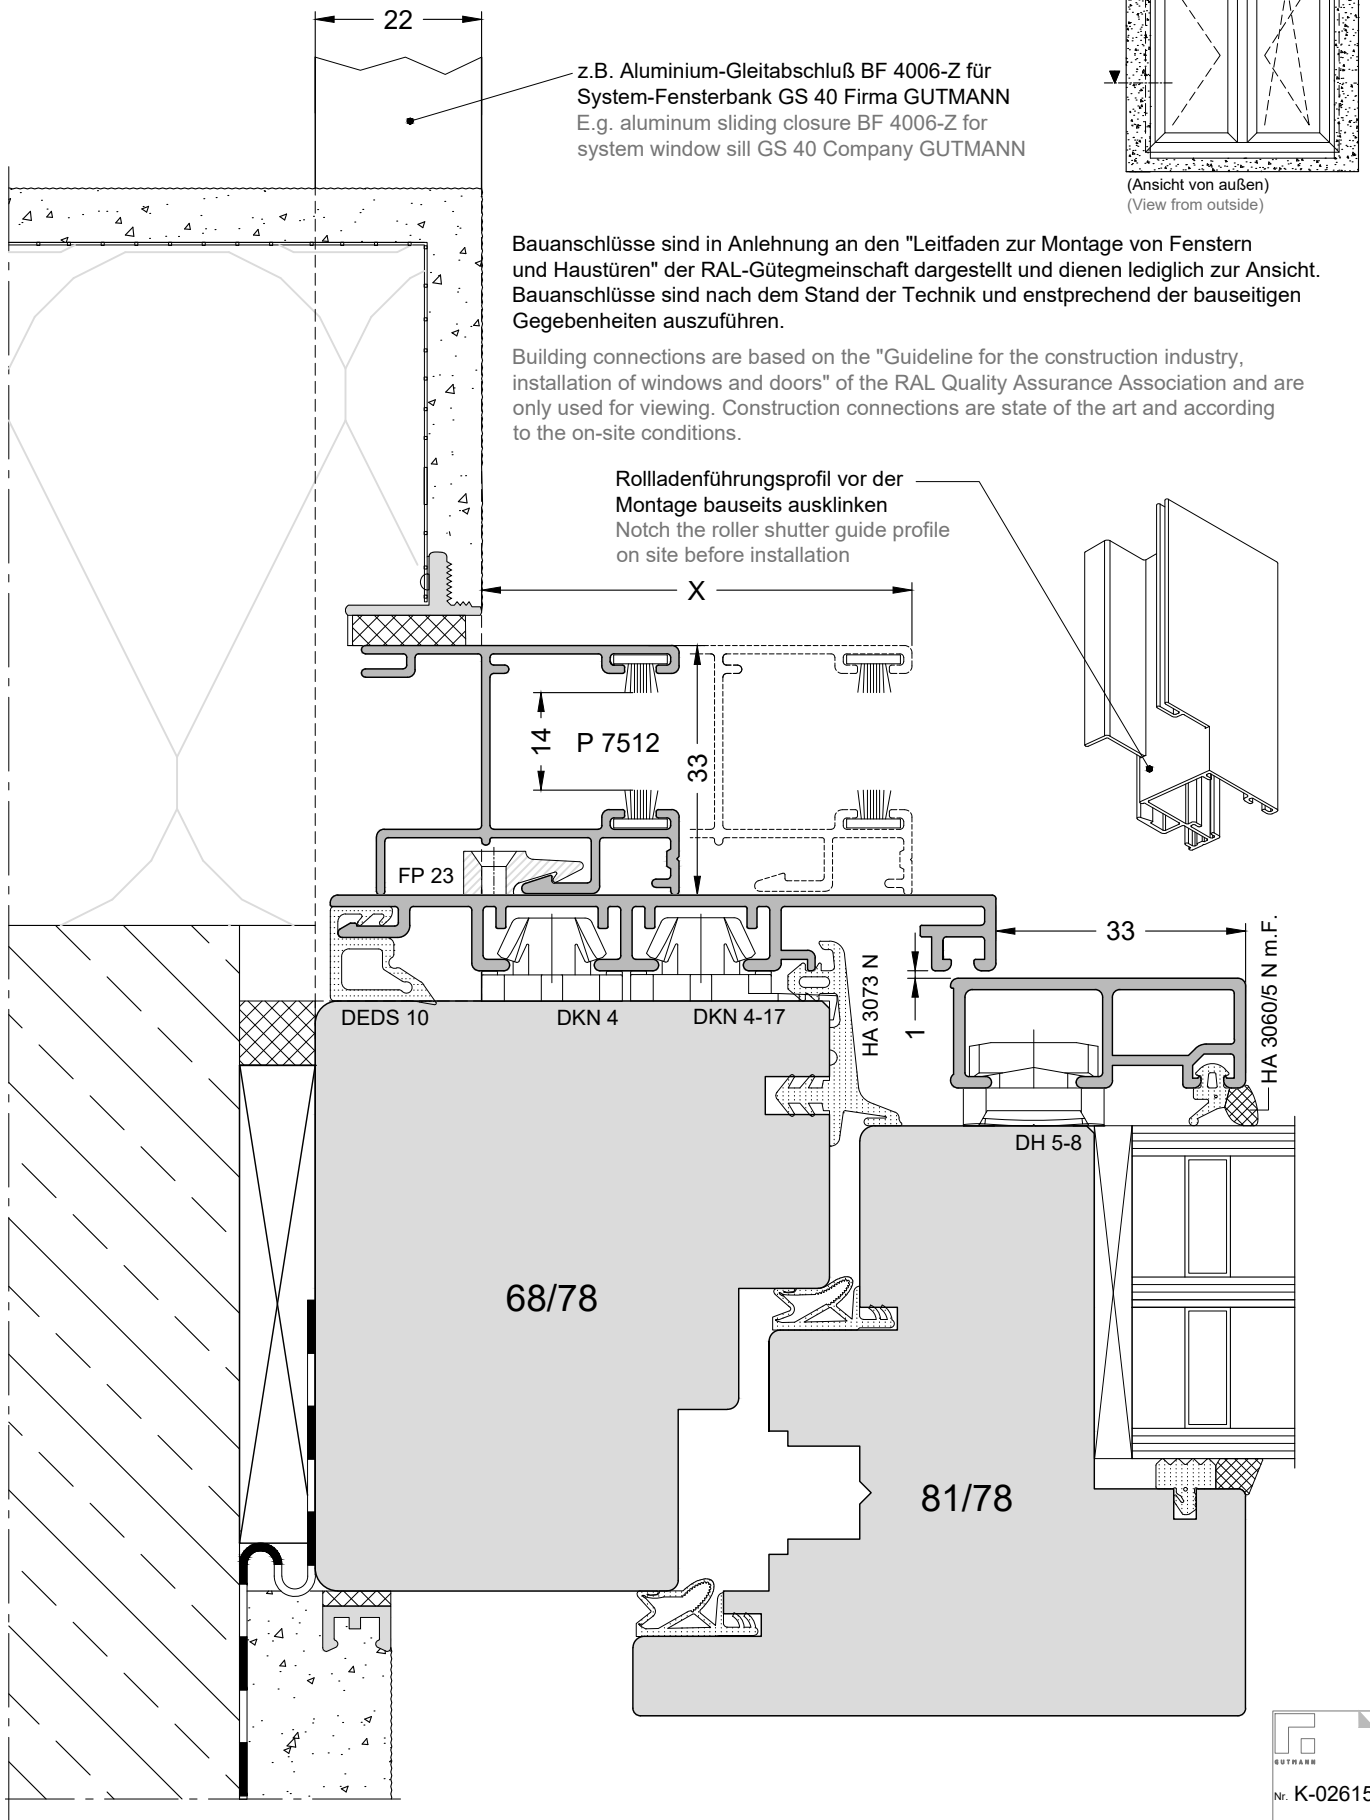 22
z.B. Aluminium-Gleitabschluß BF 4006-Z für
System-Fensterbank GS 40 Firma GUTMANN
E.g. aluminum sliding closure BF 4006-Z for
system window sill GS 40 Company GUTMANN
(Ansicht von außen)
(View from outside)
Bauanschlüsse sind in Anlehnung an den "Leitfaden zur Montage von Fenstern
und Haustüren" der RAL-Gütegmeinschaft dargestellt und dienen lediglich zur Ansicht.
Bauanschlüsse sind nach dem Stand der Technik und enstprechend der bauseitigen
Gegebenheiten auszuführen.
Building connections are based on the "Guideline for the construction industry,
installation of windows and doors" of the RAL Quality Assurance Association and are
only used for viewing. Construction connections are state of the art and according
to the on-site conditions.
Rollladenführungsprofil vor der
Montage bauseits ausklinken
Notch the roller shutter guide profile
on site before installation
X
14
P 7512
33
FP 23
33
DEDS 10
DKN 4
DKN 4-17
HA 3073 N
1
HA 3060/5 N m.F.
DH 5-8
68/78
81/78
GUTMANN
Nr. K-02615